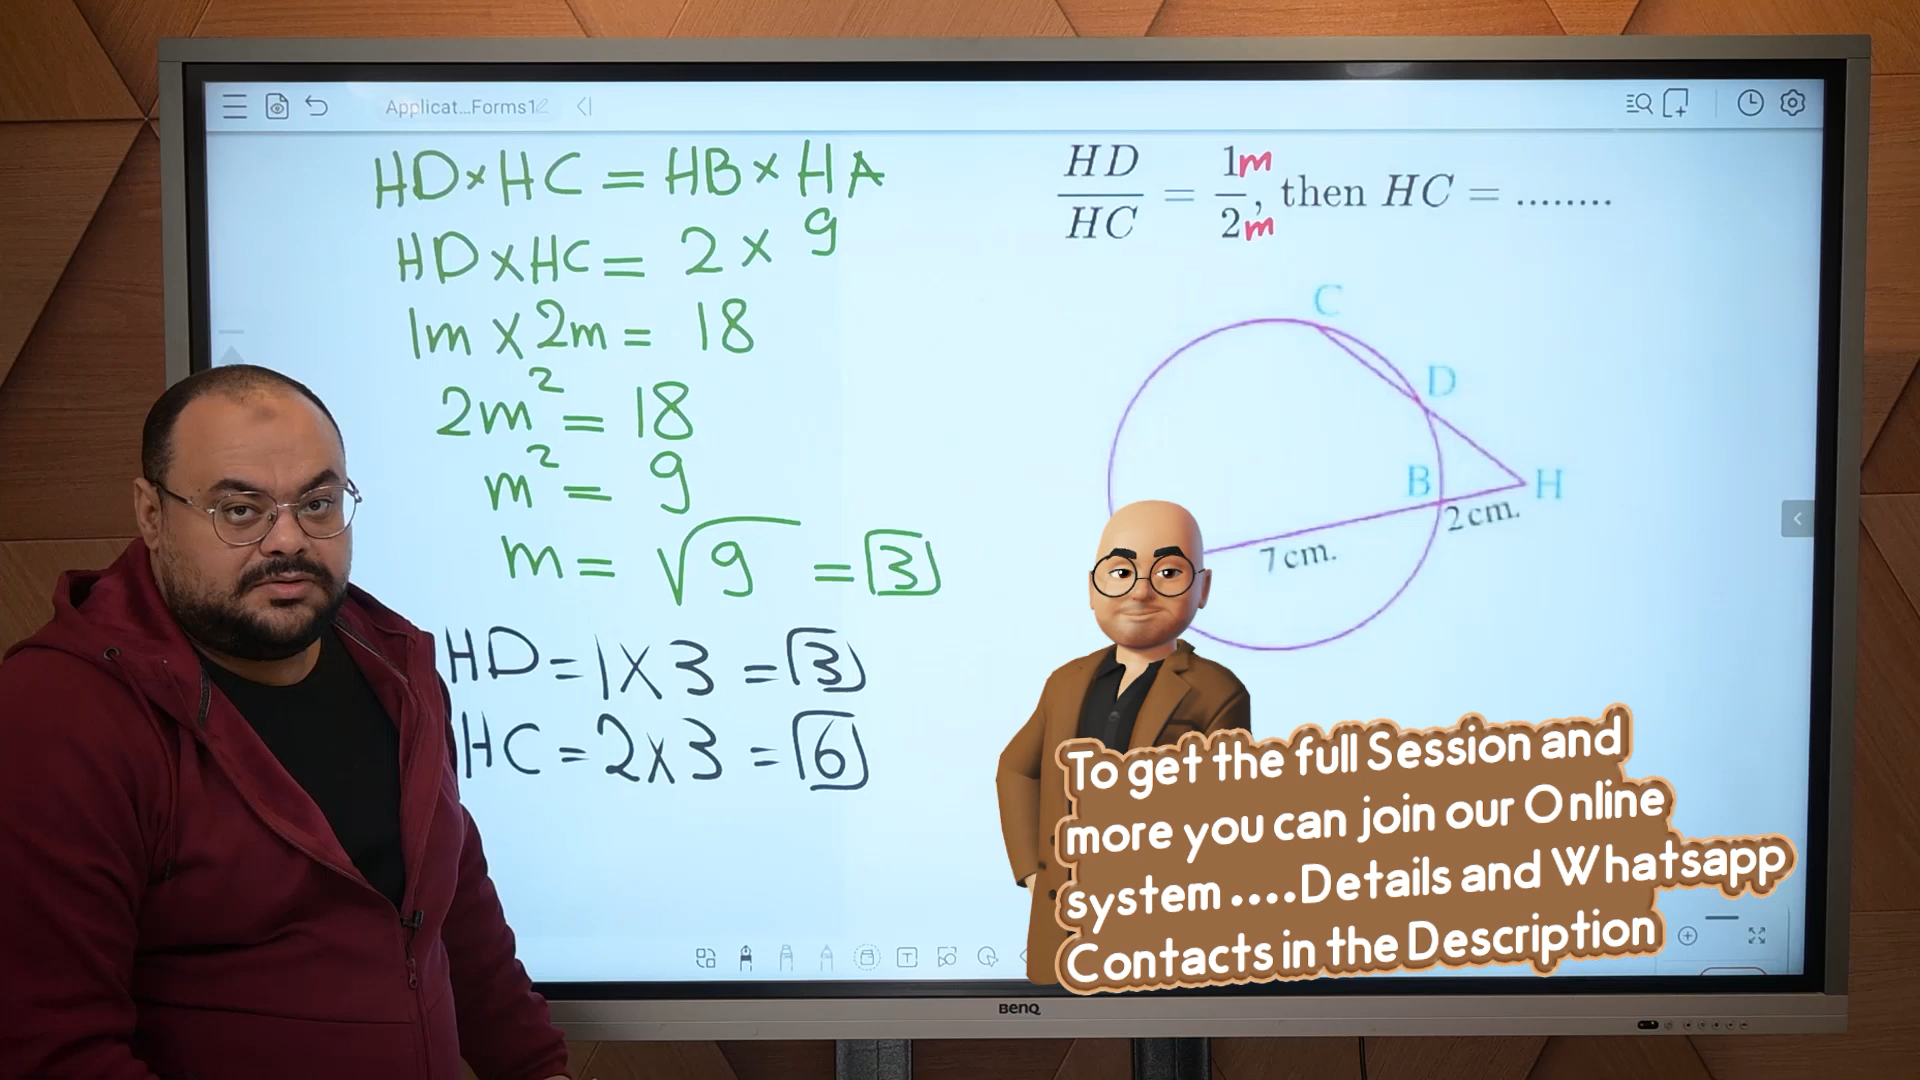 Applicat...Forms1
HD×HC = HB × HA
HD×HC = 2 × 9
1m × 2m = 18
2m² = 18
m² = 9
m = √9 = 3
HD = 1×3 = 3
HC = 2×3 = 6
HD/HC = 1m/2m, then HC = ........
C
D
B
H
2 cm.
7 cm.
To get the full Session and
more you can join our Online
system ....Details and Whatsapp
Contacts in the Description
BenQ